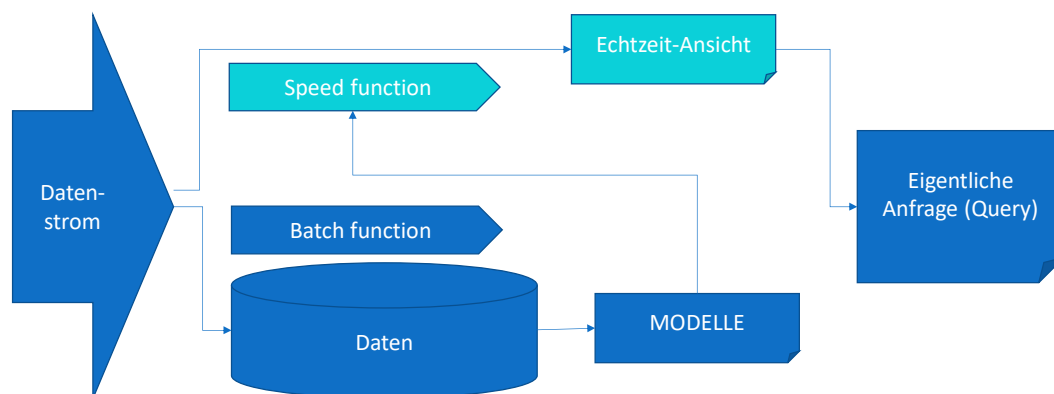 Echtzeit-Ansicht
Speed function
Daten-
strom
Eigentliche
Anfrage (Query)
Batch function
MODELLE
Daten